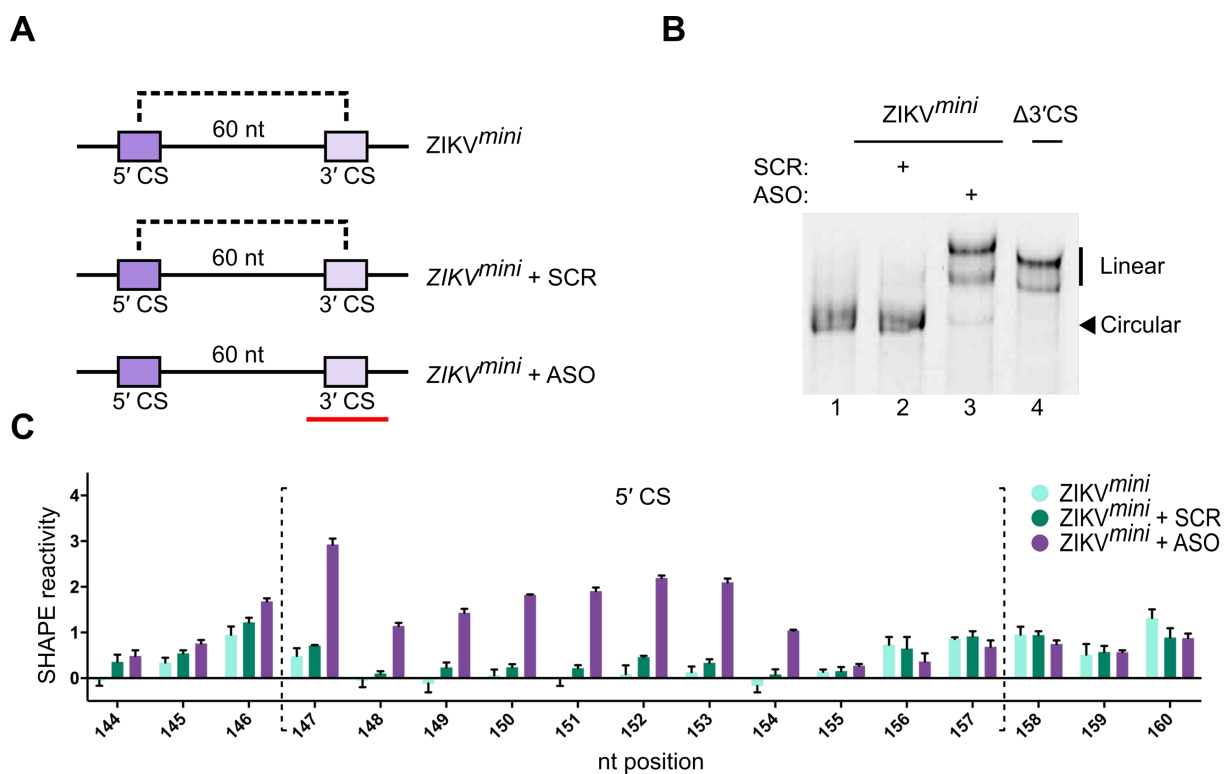 A
60 nt
5′ CS
3′ CS
ZIKVmini
60 nt
5′ CS
3′ CS
ZIKVmini + SCR
60 nt
5′ CS
3′ CS
ZIKVmini + ASO
B
ZIKVmini Δ3′CS
SCR: +
ASO: +
Linear
Circular
1 2 3 4
C
SHAPE reactivity
4
3
2
1
0
5′ CS
ZIKVmini
ZIKVmini + SCR
ZIKVmini + ASO
144 145 146 147 148 149 150 151 152 153 154 155 156 157 158 159 160
nt position